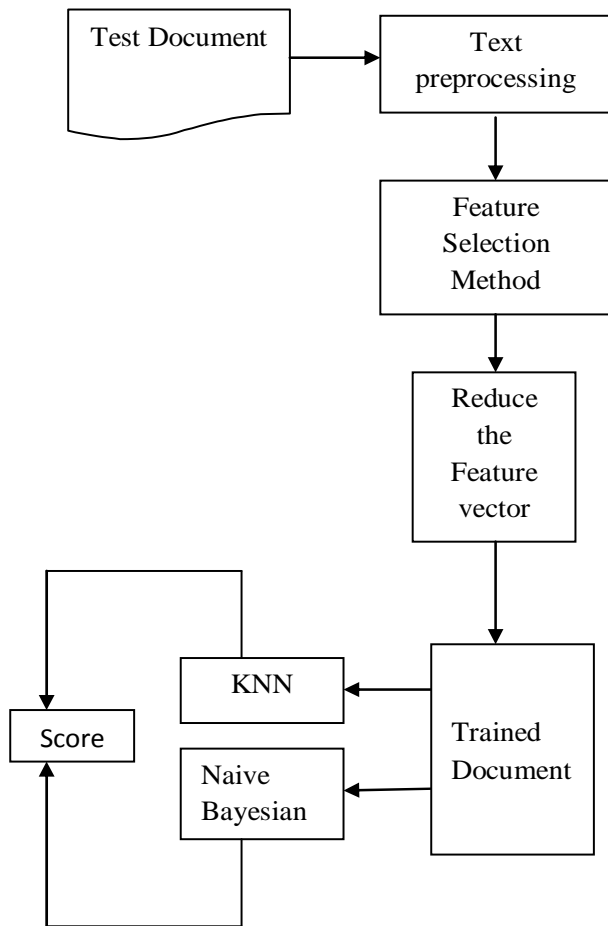 Test Document
Text
preprocessing
Feature
Selection
Method
Reduce
the
Feature
vector
Trained
Document
KNN
Naive
Bayesian
Score